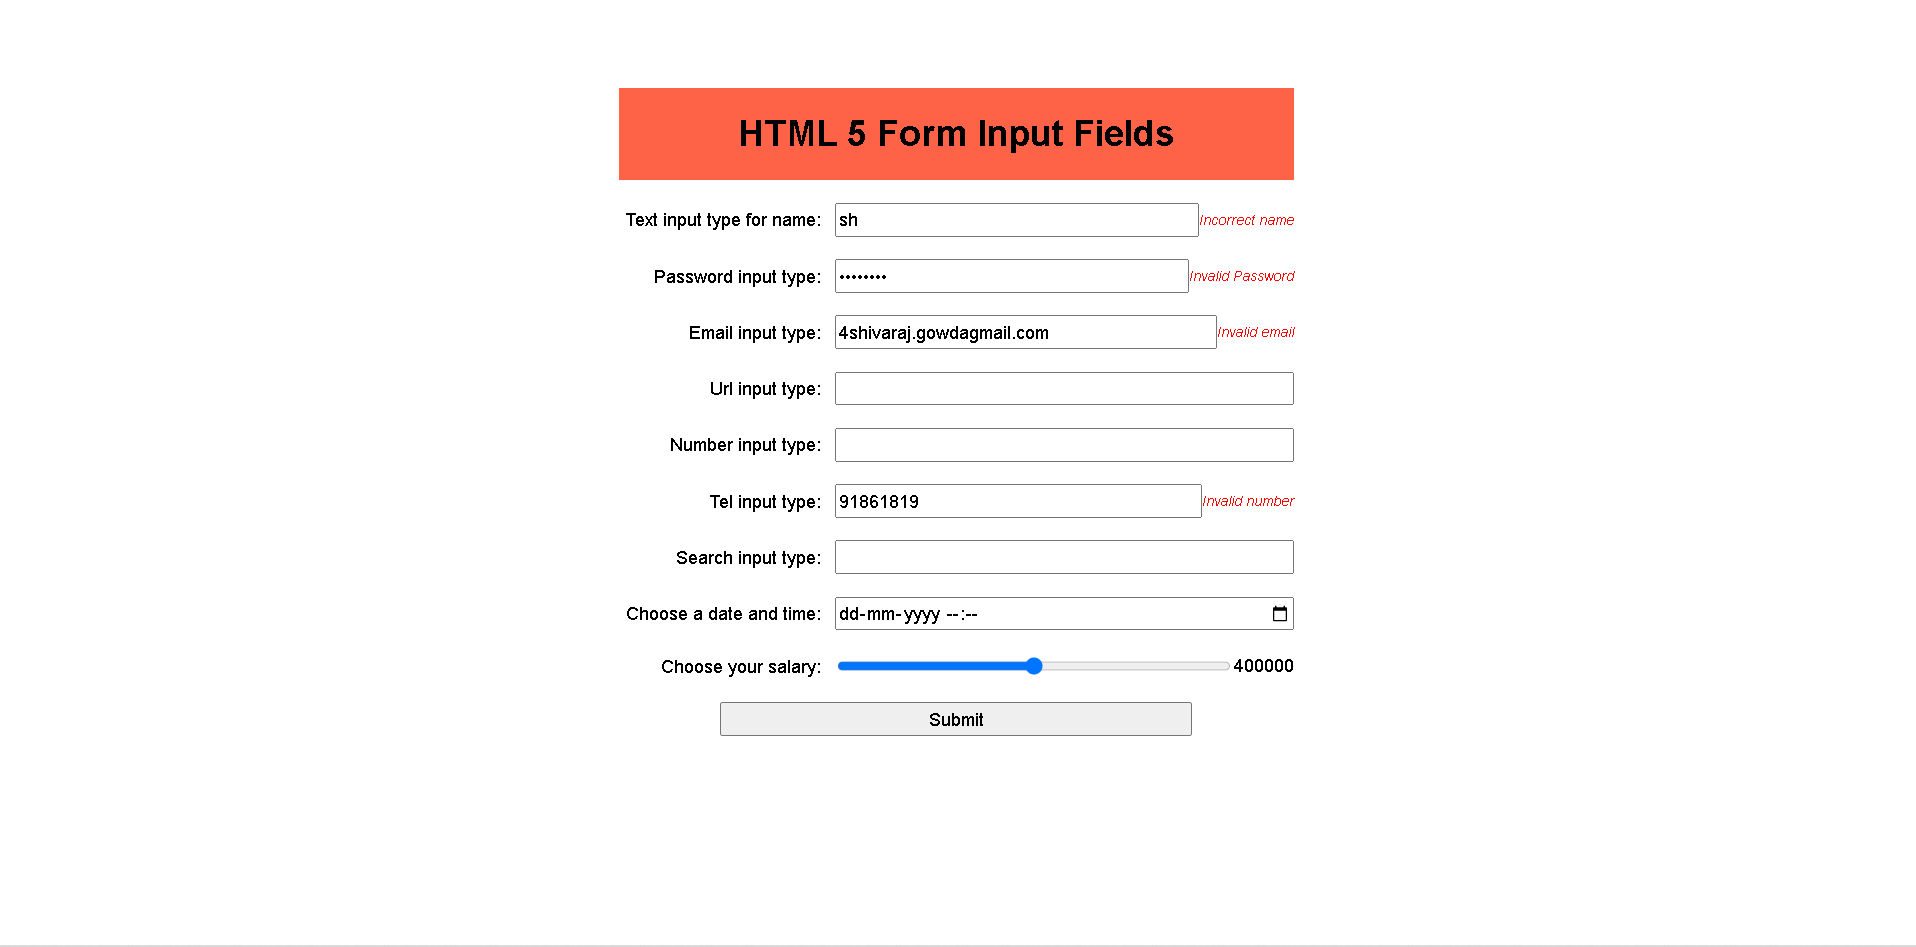 HTML 5 Form Input Fields
Text input type for name: sh Incorrect name
Password input type: •••••••• Invalid Password
Email input type: 4shivaraj.gowdagmail.com Invalid email
Url input type:
Number input type:
Tel input type: 91861819 Invalid number
Search input type:
Choose a date and time: dd-mm-yyyy --:--
Choose your salary: 400000
Submit